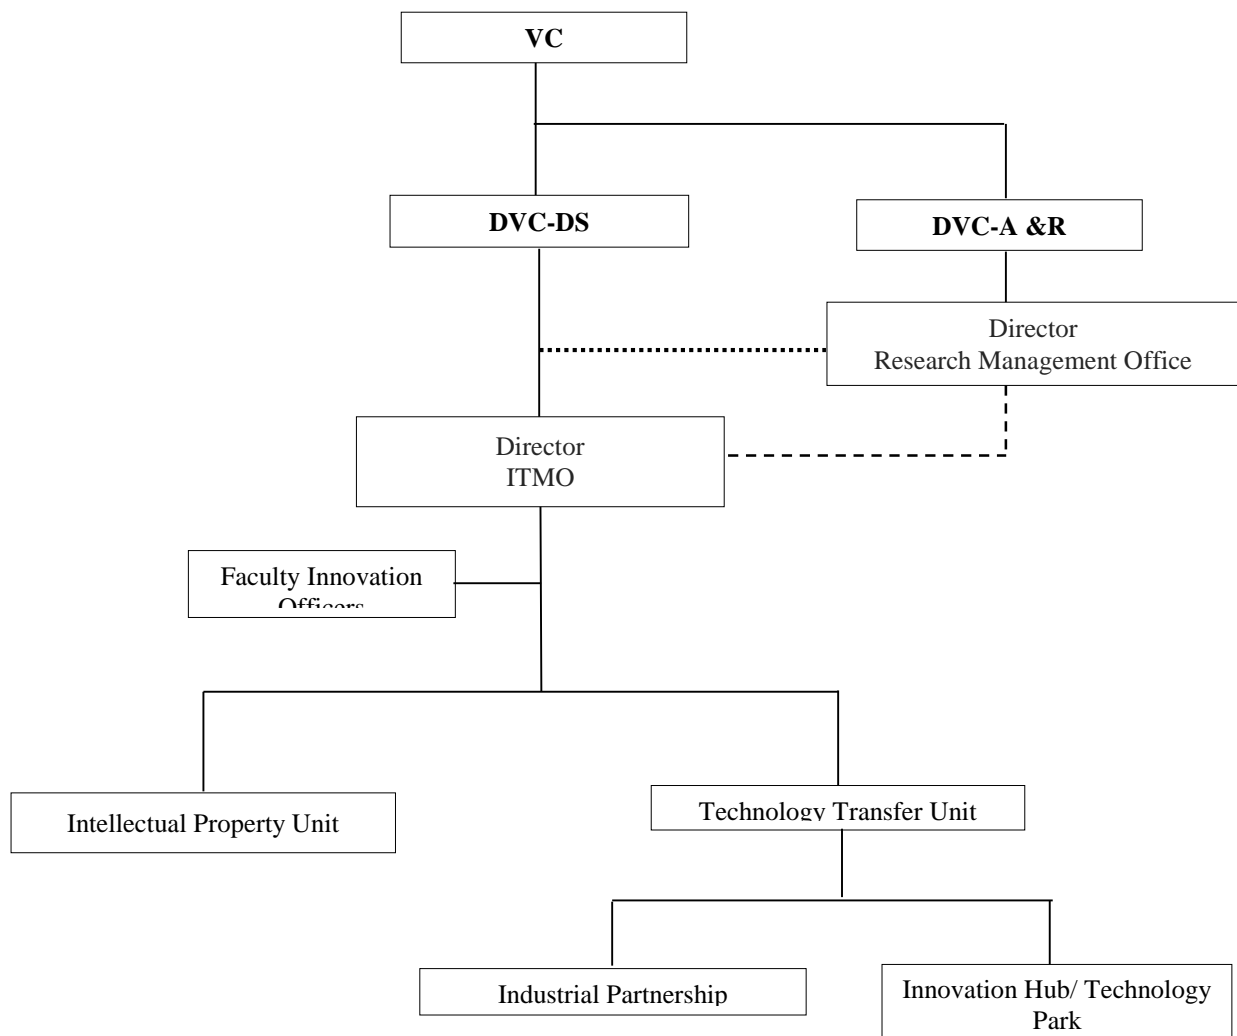 VC
DVC-DS
DVC-A &R
Director
Research Management Office
Director
ITMO
Faculty Innovation
Officers
Intellectual Property Unit
Technology Transfer Unit
Industrial Partnership
Innovation Hub/ Technology
Park